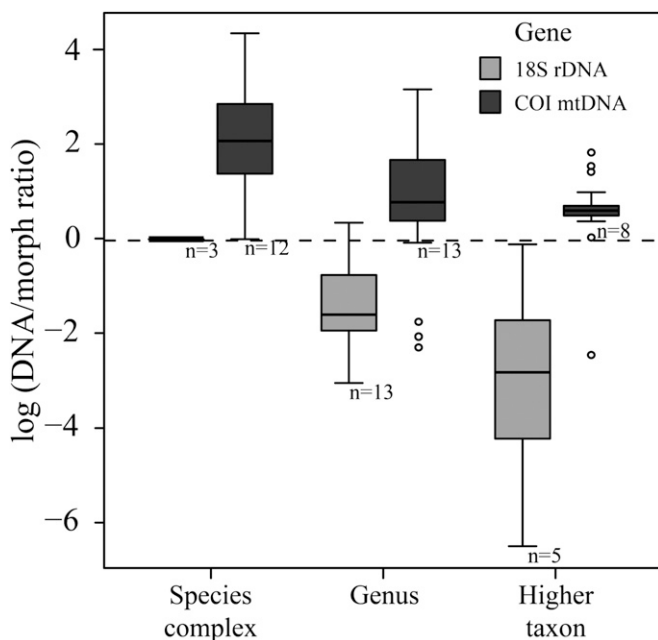 Gene
18S rDNA
COI mtDNA
log (DNA/morph ratio)
4
2
0
−2
−4
−6
n=3
n=12
n=13
n=13
n=8
n=5
Species
complex
Genus
Higher
taxon